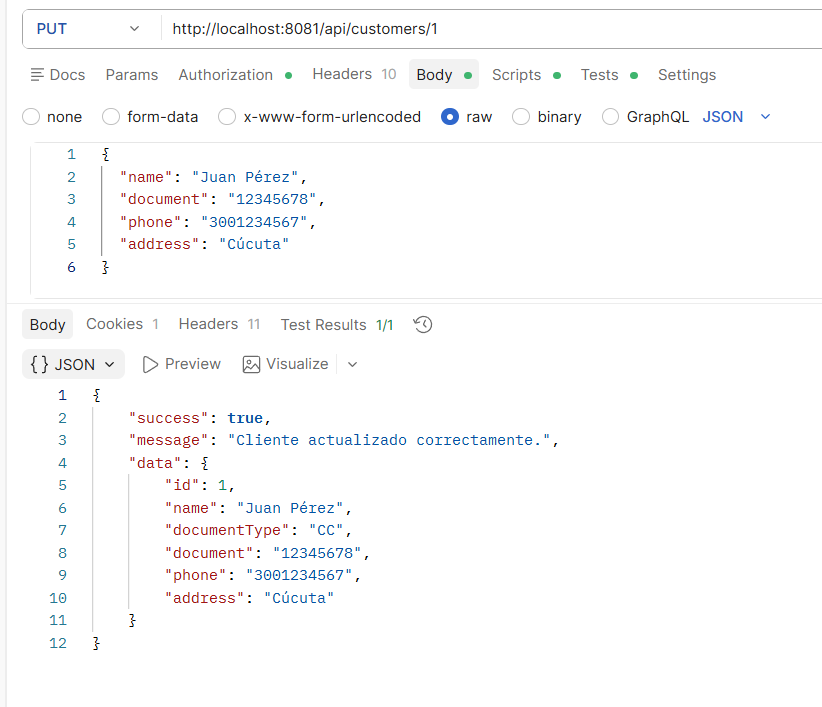 PUT http://localhost:8081/api/customers/1
Docs Params Authorization Headers 10 Body Scripts Tests Settings
none form-data x-www-form-urlencoded raw binary GraphQL JSON
1 {
2 "name": "Juan Pérez",
3 "document": "12345678",
4 "phone": "3001234567",
5 "address": "Cúcuta"
6 }
Body Cookies 1 Headers 11 Test Results 1/1
{} JSON Preview Visualize
1 {
2 "success": true,
3 "message": "Cliente actualizado correctamente.",
4 "data": {
5 "id": 1,
6 "name": "Juan Pérez",
7 "documentType": "CC",
8 "document": "12345678",
9 "phone": "3001234567",
10 "address": "Cúcuta"
11 }
12 }